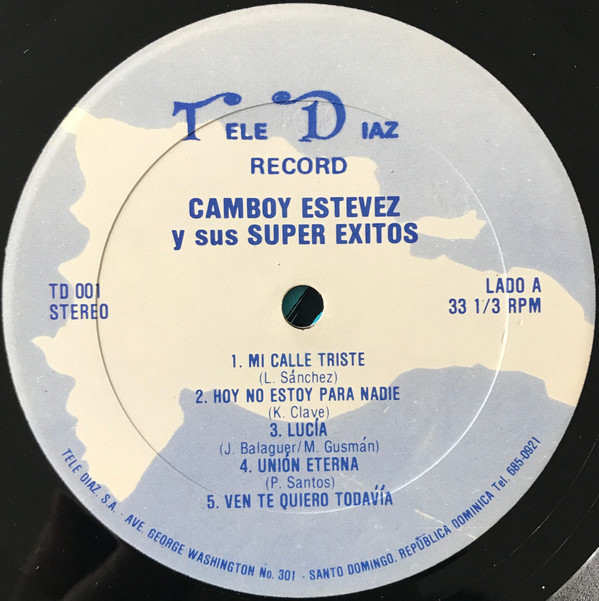 TELE DIAZ
RECORD
CAMBOY ESTEVEZ
y sus SUPER EXITOS
TD 001
STEREO
LADO A
33 1/3 RPM
1. MI CALLE TRISTE
(L. Sánchez)
2. HOY NO ESTOY PARA NADIE
(K. Clave)
3. LUCÍA
(J. Balaguer/M. Gusmán)
4. UNIÓN ETERNA
(P. Santos)
5. VEN TE QUIERO TODAVÍA
TELE DIAZ, S.A. - AVE. GEORGE WASHINGTON No. 301 - SANTO DOMINGO, REPÚBLICA DOMINICA Tel. 685-0921